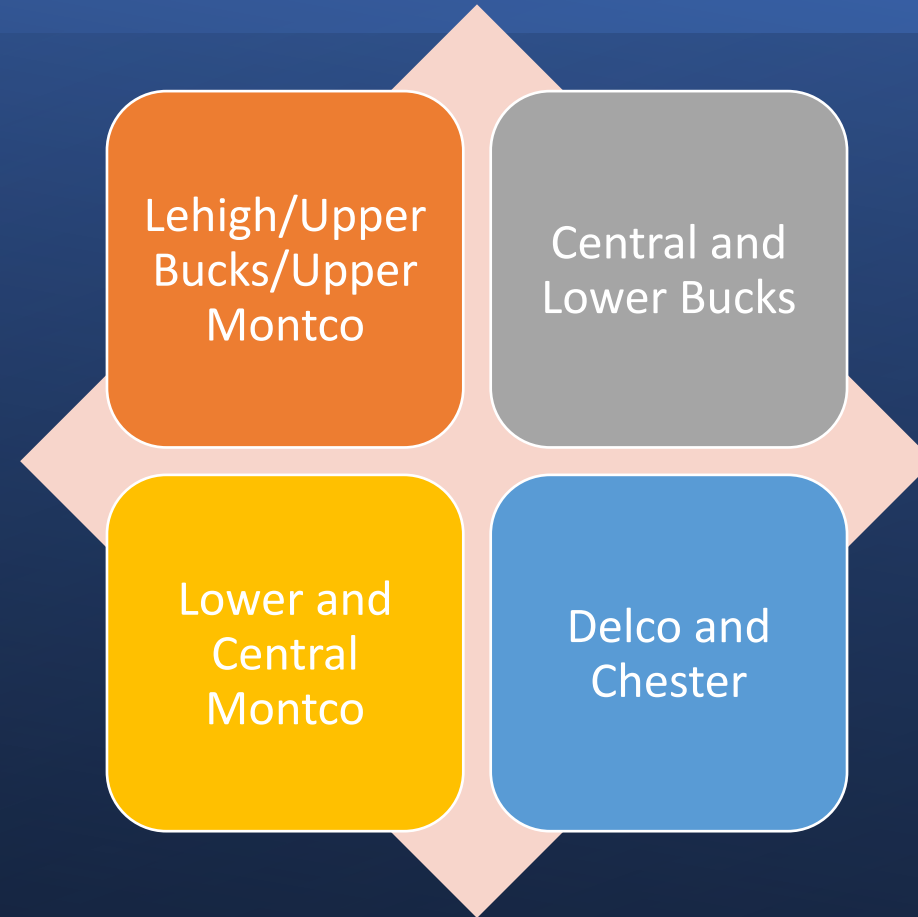 Lehigh/Upper
Bucks/Upper
Montco
Central and
Lower Bucks
Lower and
Central
Montco
Delco and
Chester